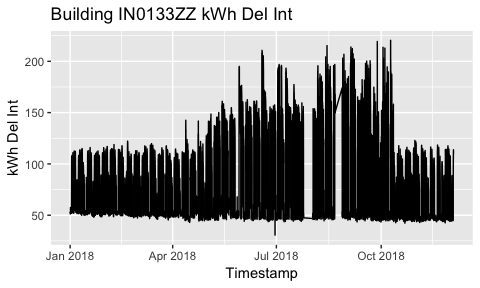 Building IN0133ZZ kWh Del Int
kWh Del Int
200
150
100
50
Jan 2018
Apr 2018
Jul 2018
Oct 2018
Timestamp